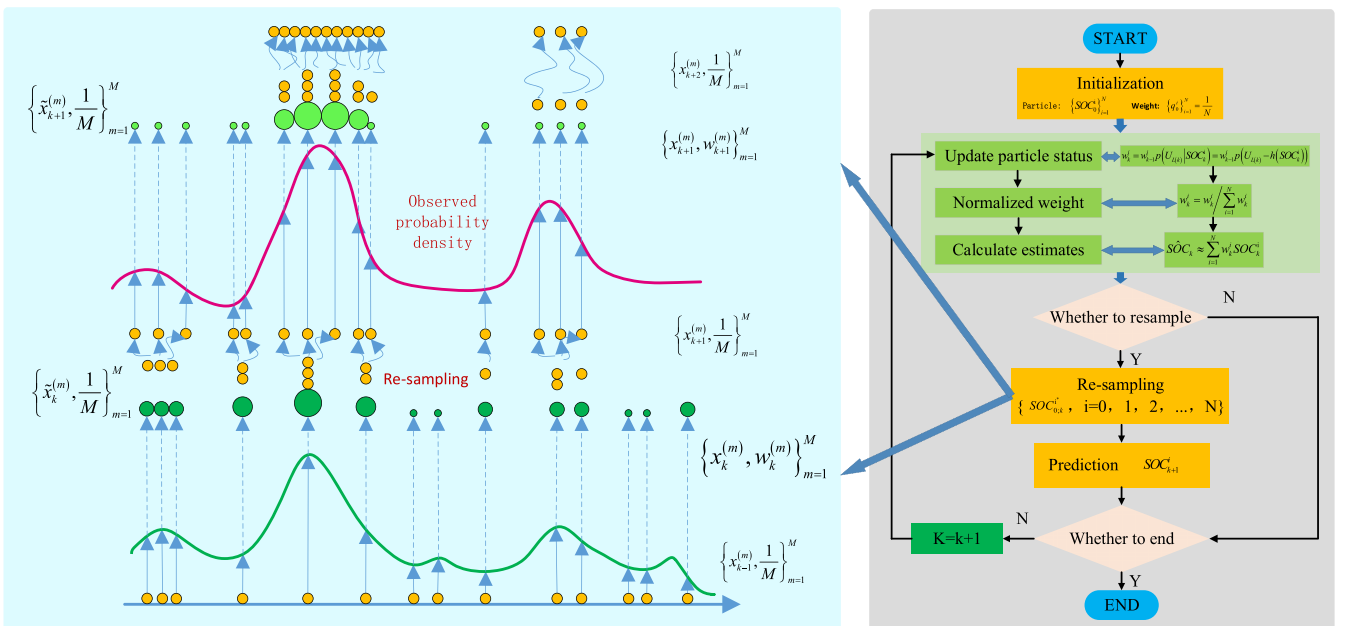 {x̃_{k+1}^{(m)}, 1/M}_{m=1}^M
{x_{k+2}^{(m)}, 1/M}_{m=1}^M
{x_{k+1}^{(m)}, w_{k+1}^{(m)}}_{m=1}^M
Observed
probability
density
{x_{k+1}^{(m)}, 1/M}_{m=1}^M
{x̃_k^{(m)}, 1/M}_{m=1}^M
Re-sampling
{x_k^{(m)}, w_k^{(m)}}_{m=1}^M
{x_{k-1}^{(m)}, 1/M}_{m=1}^M
START
Initialization
Particle: {SOC_0^i}_{i=1}^N Weight: {q_k^i}_{i=1}^N = 1/N
Update particle status
w_k^i = w_{k-1}^i p(U_{L(k)}|SOC_k^i) = w_{k-1}^i p(U_{L(k)} − h(SOC_k^i))
Normalized weight
w_k^i = w_k^i / ∑_{i=1}^N w_k^i
Calculate estimates
SÔC_k ≈ ∑_{i=1}^N w_k^i SOC_k^i
Whether to resample
N
Y
Re-sampling
{ SOC_{0;k}^{i*}, i=0, 1, 2, ..., N}
Prediction SOC_{k+1}^i
Whether to end
N
K=k+1
Y
END